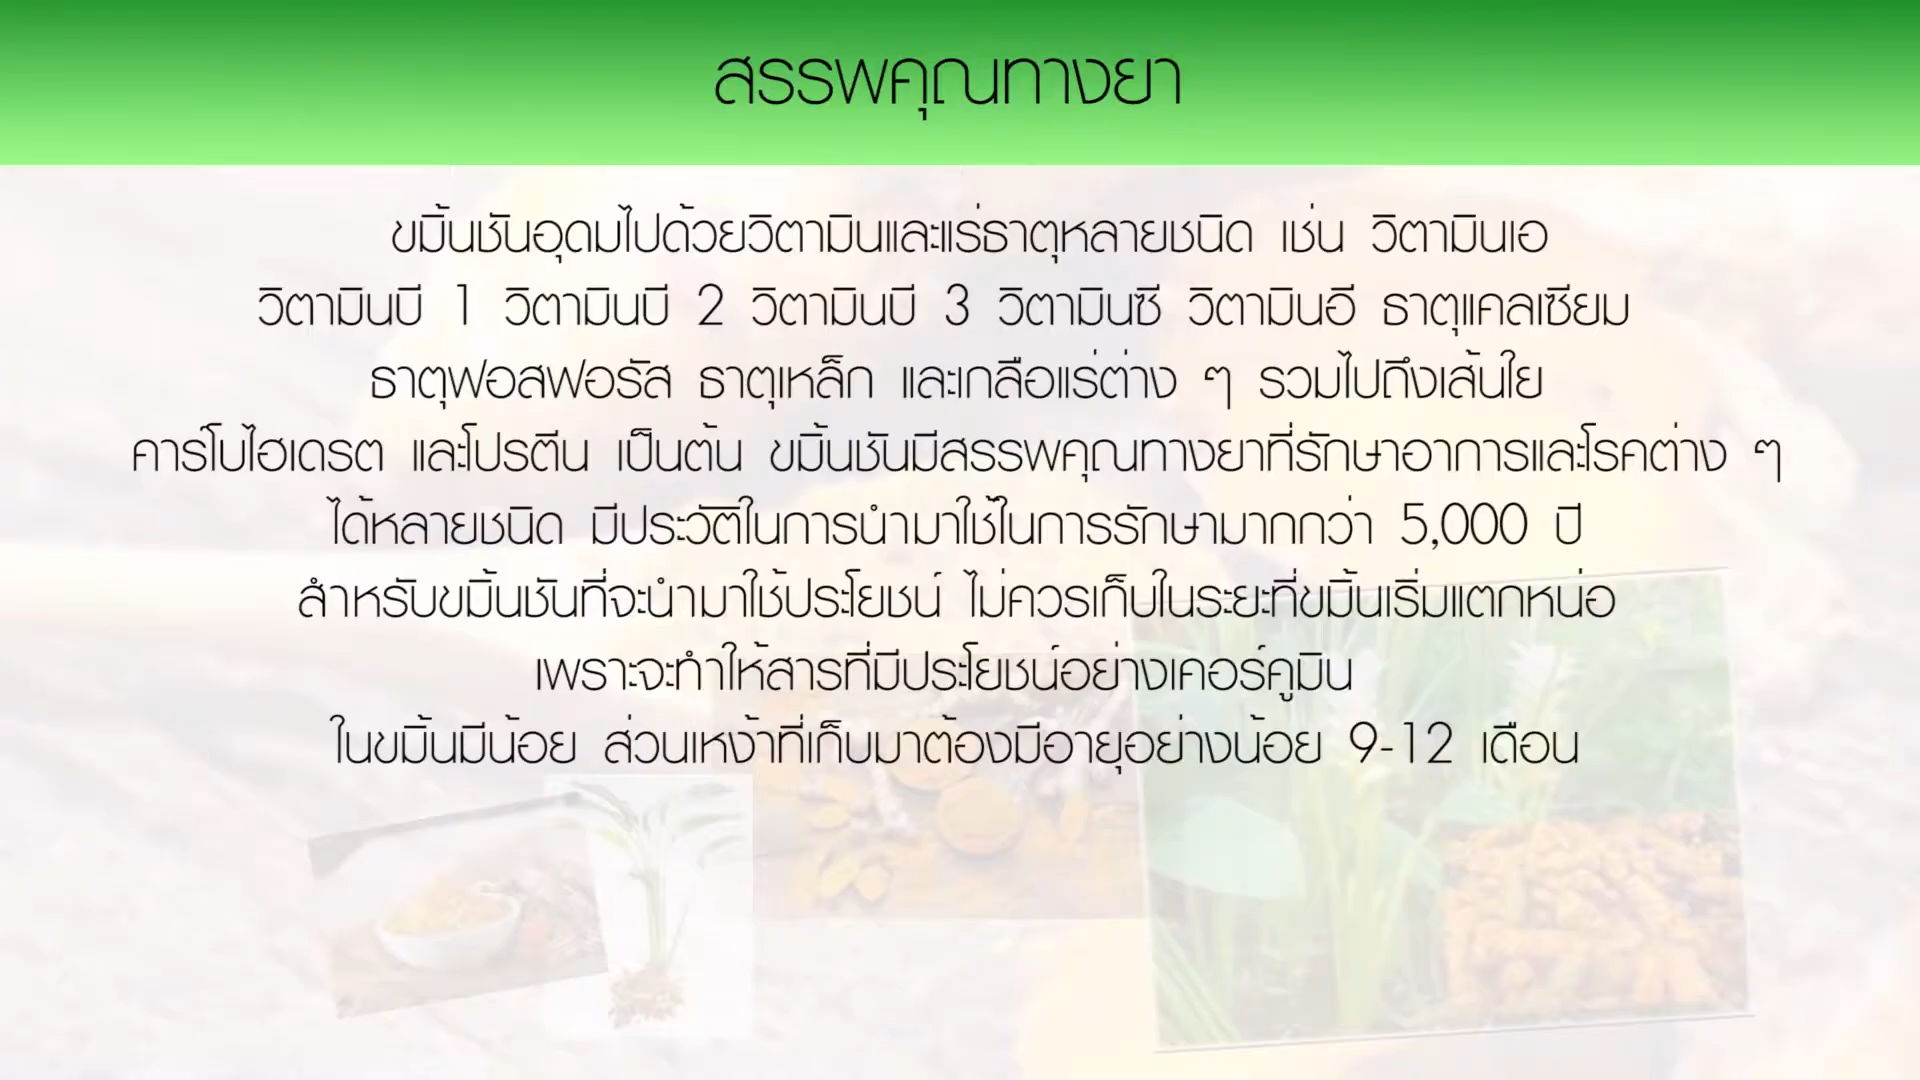 สรรพคุณทางยา
ขมิ้นชันอุดมไปด้วยวิตามินและแร่ธาตุหลายชนิด เช่น วิตามินเอ
วิตามินบี 1 วิตามินบี 2 วิตามินบี 3 วิตามินซี วิตามินอี ธาตุแคลเซียม
ธาตุฟอสฟอรัส ธาตุเหล็ก และเกลือแร่ต่าง ๆ รวมไปถึงเส้นใย
คาร์โบไฮเดรต และโปรตีน เป็นต้น ขมิ้นชันมีสรรพคุณทางยาที่รักษาอาการและโรคต่าง ๆ
ได้หลายชนิด มีประวัติในการนำมาใช้ในการรักษามากกว่า 5,000 ปี
สำหรับขมิ้นชันที่จะนำมาใช้ประโยชน์ ไม่ควรเก็บในระยะที่ขมิ้นเริ่มแตกหน่อ
เพราะจะทำให้สารที่มีประโยชน์อย่างเคอร์คูมิน
ในขมิ้นมีน้อย ส่วนเหง้าที่เก็บมาต้องมีอายุอย่างน้อย 9-12 เดือน